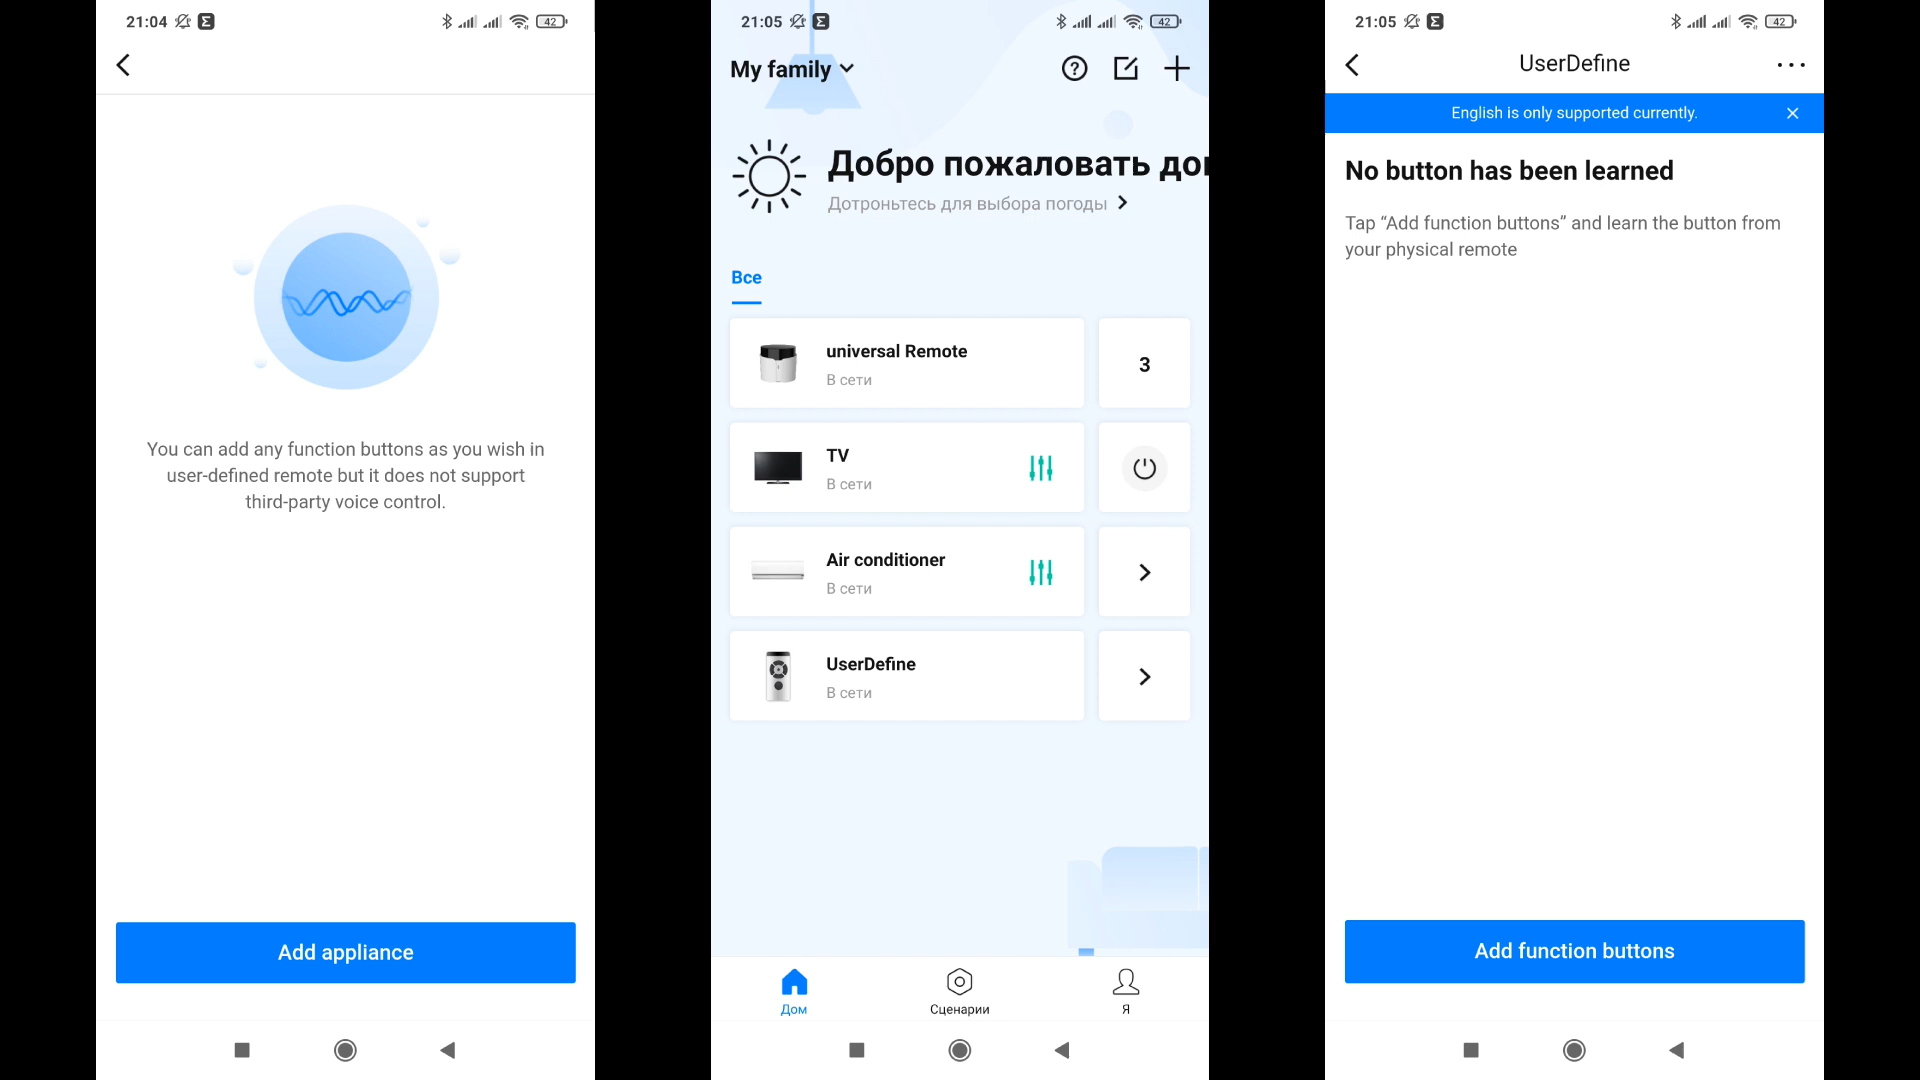 21:04
42
You can add any function buttons as you wish in
user-defined remote but it does not support
third-party voice control.
Add appliance
21:05
42
My family
Добро пожаловать до
Дотроньтесь для выбора погоды
Все
universal Remote
В сети
3
TV
В сети
Air conditioner
В сети
UserDefine
В сети
Дом
Сценарии
Я
21:05
42
UserDefine
English is only supported currently.
No button has been learned
Tap “Add function buttons” and learn the button from
your physical remote
Add function buttons